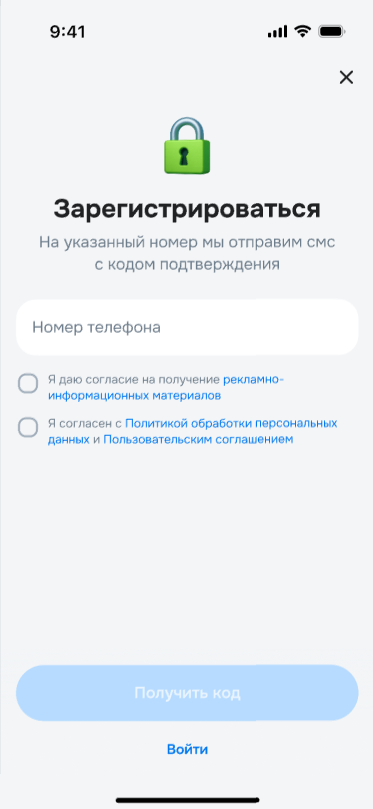 9:41
Зарегистрироваться
На указанный номер мы отправим смс
с кодом подтверждения
Номер телефона
Я даю согласие на получение рекламно-
информационных материалов
Я согласен с Политикой обработки персональных
данных и Пользовательским соглашением
Получить код
Войти